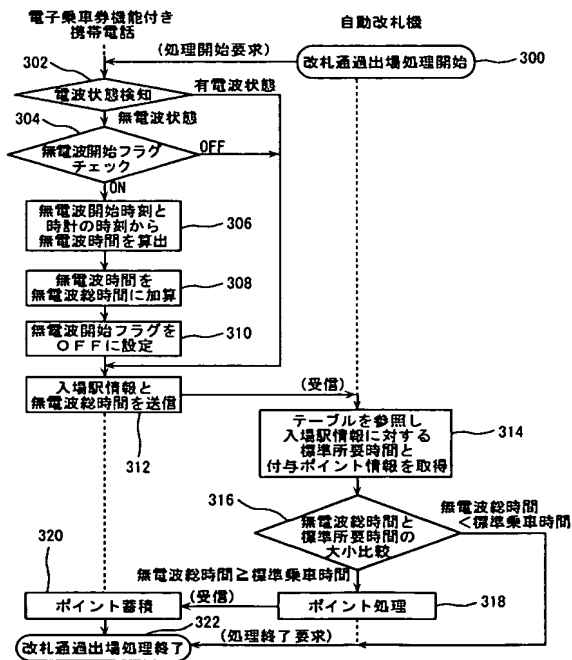 電子乗車券機能付き
携帯電話
自動改札機
302
(処理開始要求)
改札通過出場処理開始
300
電波状態検知
有電波状態
無電波状態
304
無電波開始フラグ
チェック
OFF
ON
無電波開始時刻と
時計の時刻から
無電波時間を算出
306
無電波時間を
無電波総時間に加算
308
無電波開始フラグを
OFFに設定
310
入場駅情報と
無電波総時間を送信
(受信)
312
テーブルを参照し
入場駅情報に対する
標準所要時間と
付与ポイント情報を取得
314
316
無電波総時間と
標準所要時間の
大小比較
無電波総時間
<標準乗車時間
無電波総時間≧標準乗車時間
320
ポイント蓄積
(受信)
ポイント処理
318
322
(処理終了要求)
改札通過出場処理終了